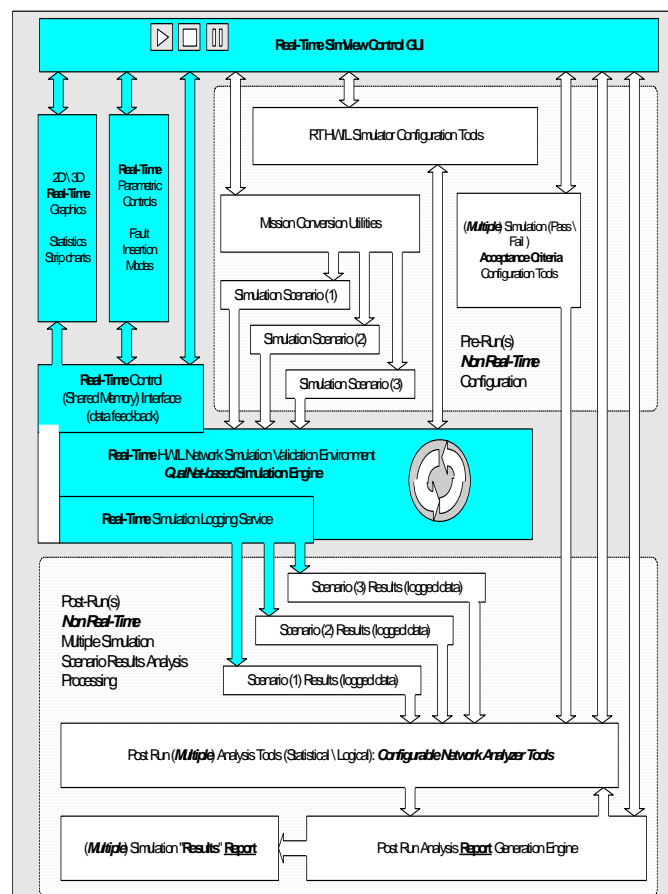 Real-Time SimView Control GUI
2D\3D
Real-Time
Graphics
Statistics
Stripcharts
Real-Time
Parametric
Controls
Fault
Insertion
Modes
RT HWIL Simulator Configuration Tools
Mission Conversion Utilities
(Multiple) Simulation (Pass \
Fail )
Acceptance Criteria
Configuration Tools
Simulation Scenario (1)
Simulation Scenario (2)
Simulation Scenario (3)
Pre-Run(s)
Non Real-Time
Configuration
Real-Time Control
(Shared Memory) Interface
(data feed-back)
Real-Time HWIL Network Simulation Validation Environment
QualNet-based Simulation Engine
Real-Time Simulation Logging Service
Post-Run(s)
Non Real-Time
Multiple Simulation
Scenario Results Analysis
Processing
Scenario (3) Results (logged data)
Scenario (2) Results (logged data)
Scenario (1) Results (logged data)
Post Run (Multiple) Analysis Tools (Statistical \ Logical): Configurable Network Analyzer Tools
(Multiple) Simulation "Results" Report
Post Run Analysis Report Generation Engine